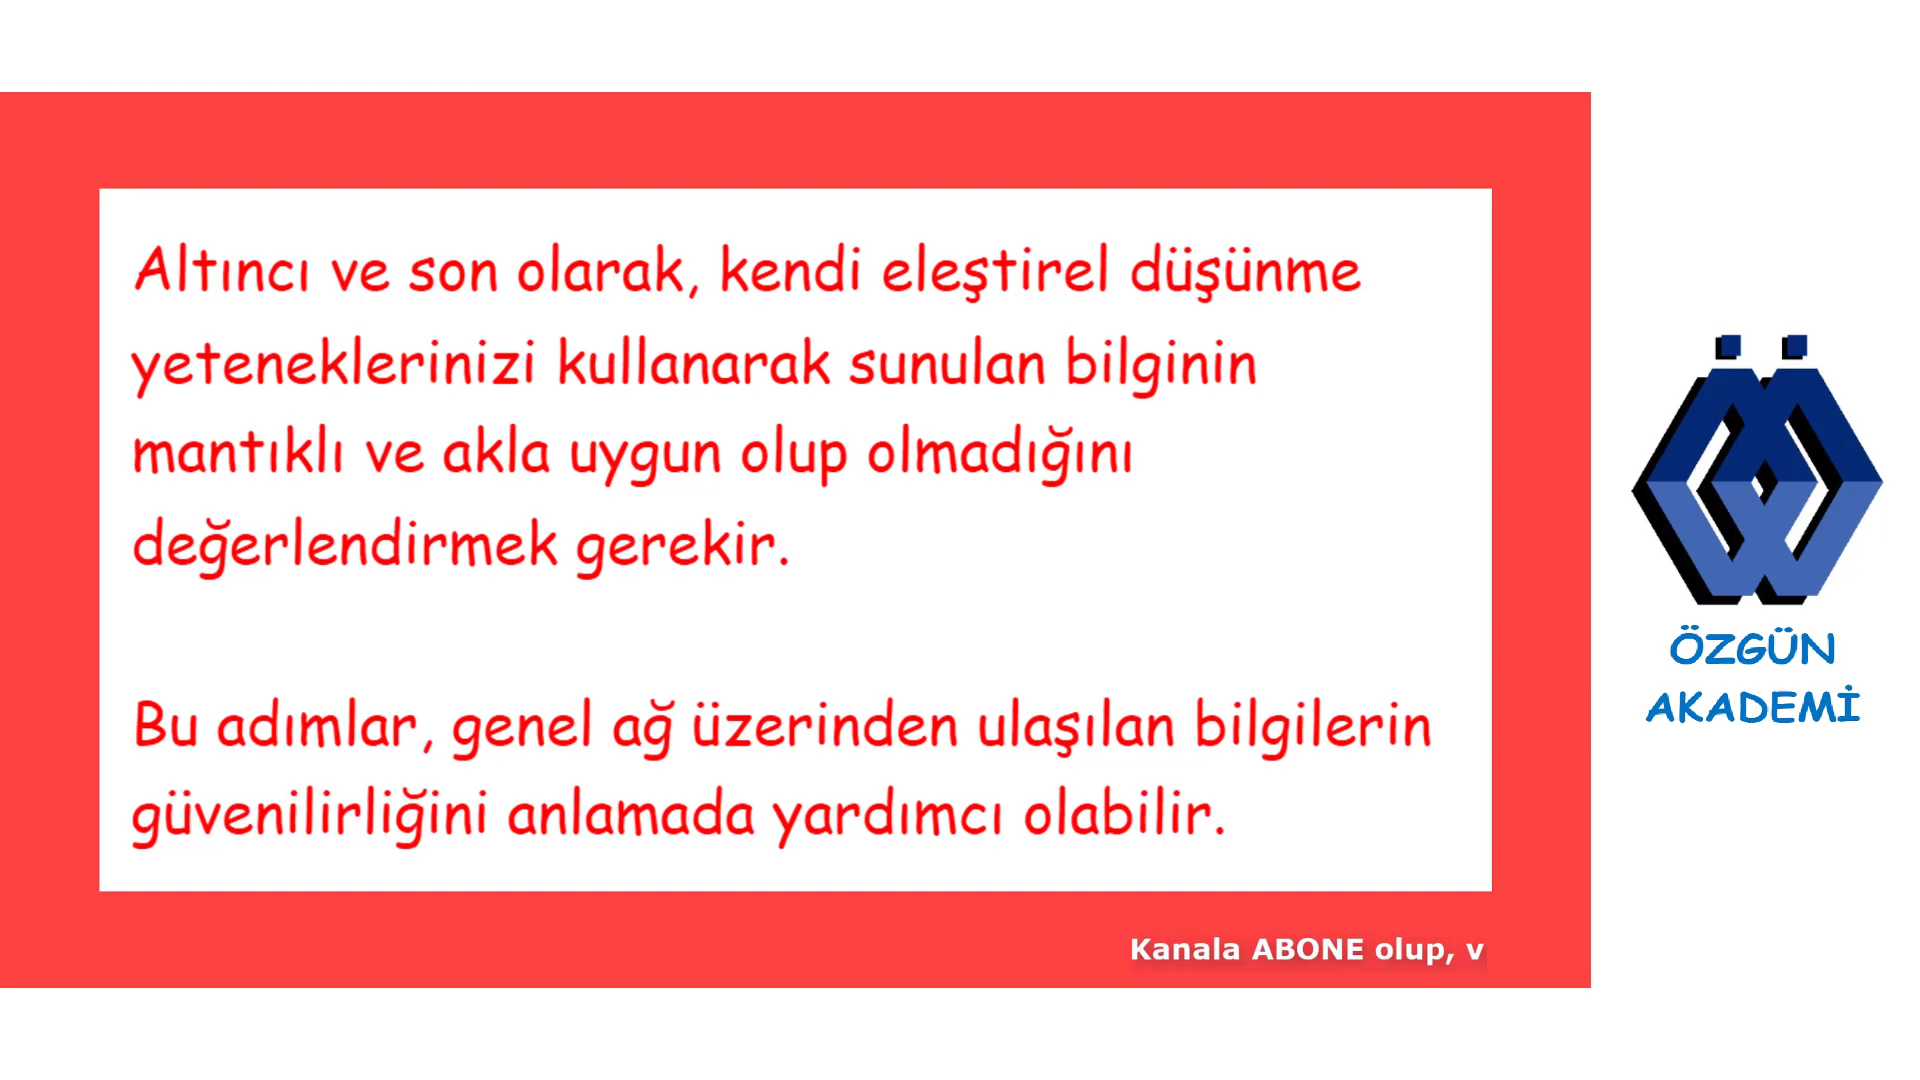 Altıncı ve son olarak, kendi eleştirel düşünme
yeteneklerinizi kullanarak sunulan bilginin
mantıklı ve akla uygun olup olmadığını
değerlendirmek gerekir.
Bu adımlar, genel ağ üzerinden ulaşılan bilgilerin
güvenilirliğini anlamada yardımcı olabilir.
Kanala ABONE olup, v
ÖZGÜN
AKADEMİ